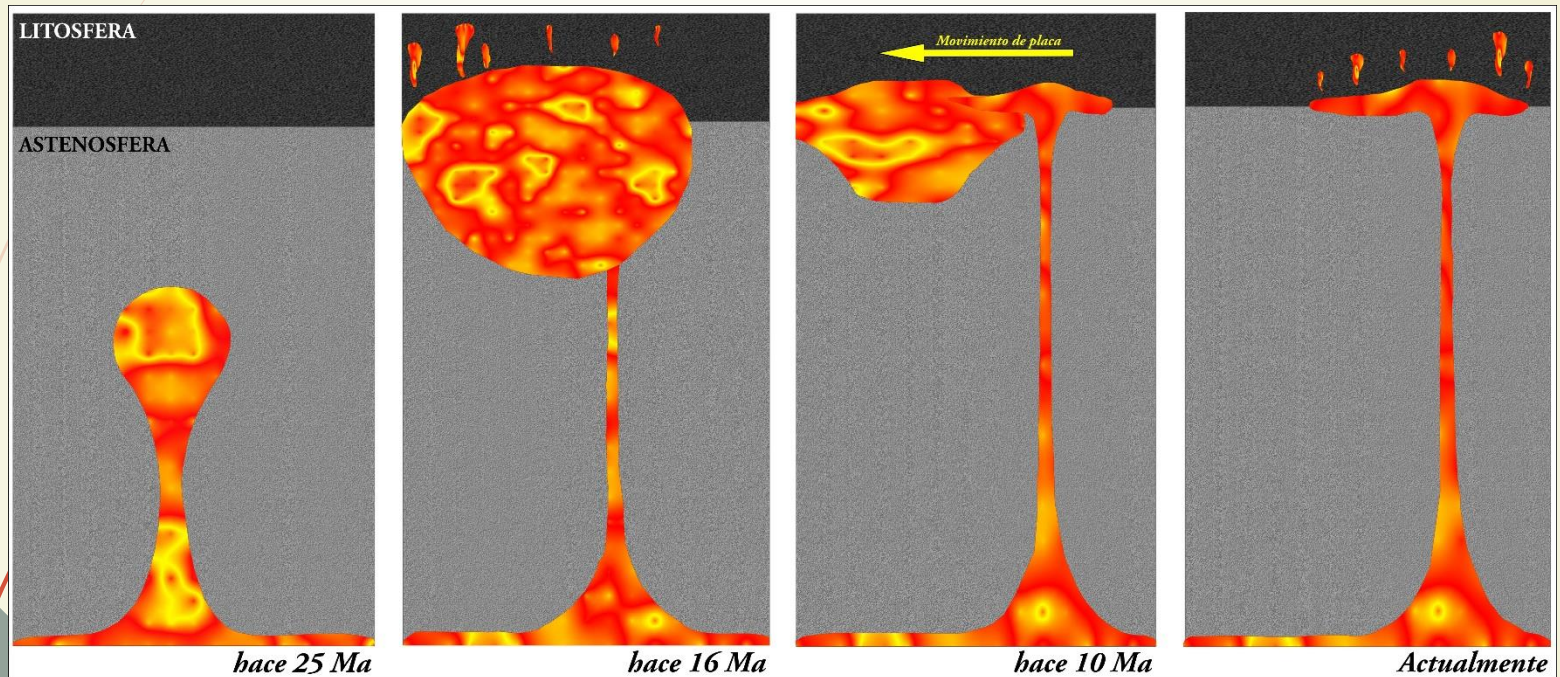 LITOSFERA
ASTENOSFERA
Movimiento de placa
hace 25 Ma
hace 16 Ma
hace 10 Ma
Actualmente